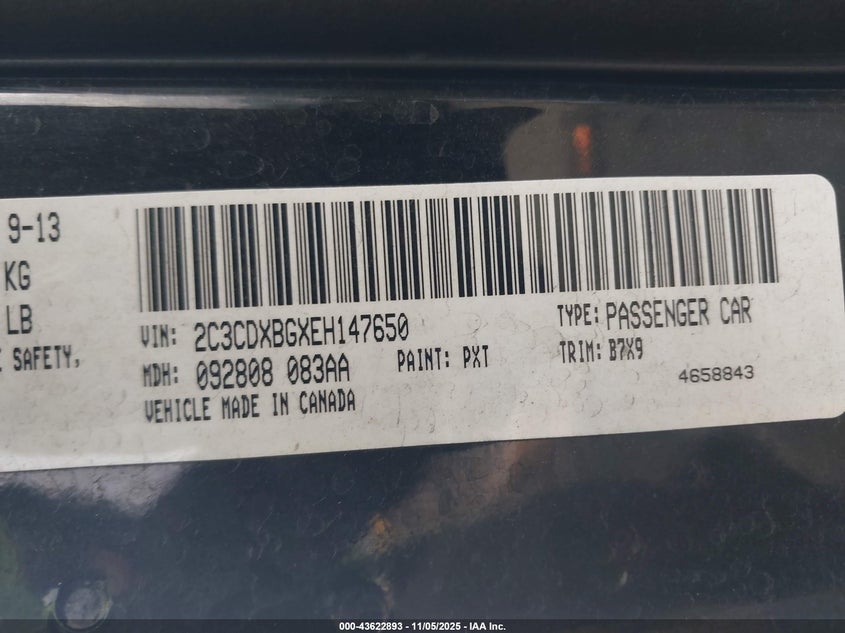 9-13
KG
LB
SAFETY,
VIN: 2C3CDXBGXEH147650
TYPE: PASSENGER CAR
MDH: 092808 083AA
PAINT: PXT
TRIM: B7X9
VEHICLE MADE IN CANADA
4658843
000-43622893 - 11/05/2025 - IAA Inc.